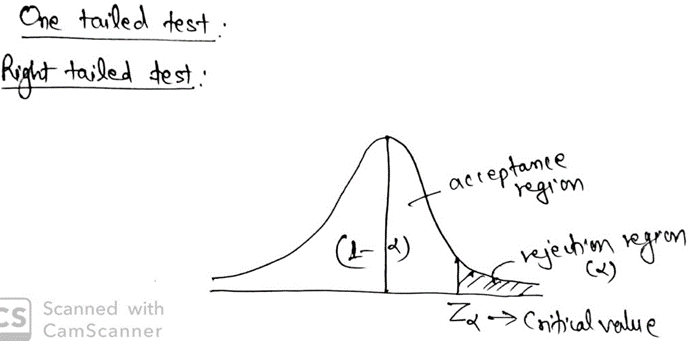 One tailed test:
Right tailed test:
acceptance
region
(1-α)
rejection region
(α)
Zα → Critical value
CS Scanned with
CamScanner